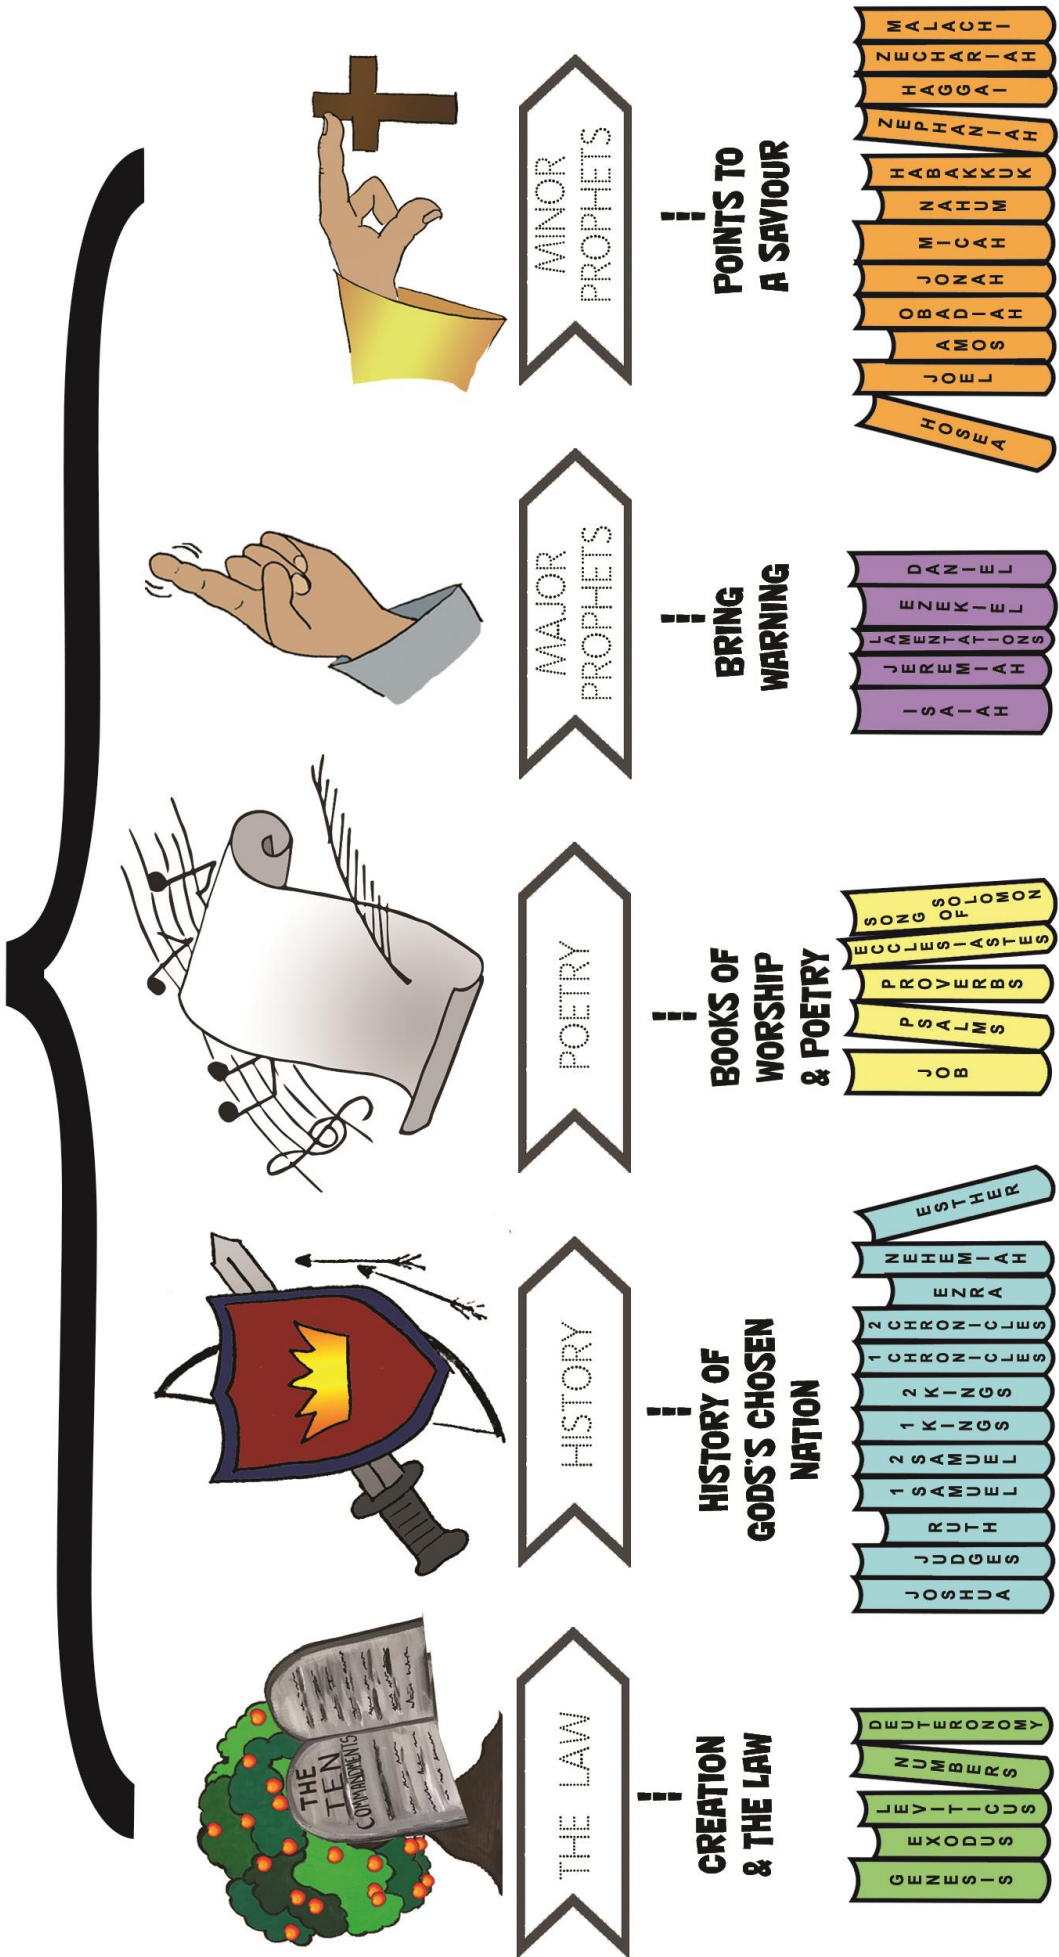 THE
TEN
COMMANDMENTS
THE LAW
CREATION
& THE LAW
GENESIS
EXODUS
LEVITICUS
NUMBERS
DEUTERONOMY
HISTORY
HISTORY OF
GODS'S CHOSEN
NATION
JOSHUA
JUDGES
RUTH
1 SAMUEL
2 SAMUEL
1 KINGS
2 KINGS
1 CHRONICLES
2 CHRONICLES
EZRA
NEHEMIAH
ESTHER
POETRY
BOOKS OF
WORSHIP
& POETRY
JOB
PSALMS
PROVERBS
ECCLESIASTES
SONG OF SOLOMON
MAJOR
PROPHETS
BRING
WARNING
ISAIAH
JEREMIAH
LAMENTATIONS
EZEKIEL
DANIEL
MINOR
PROPHETS
POINTS TO
A SAVIOUR
HOSEA
JOEL
AMOS
OBADIAH
JONAH
MICAH
NAHUM
HABAKKUK
ZEPHANIAH
HAGGAI
ZECHARIAH
MALACHI